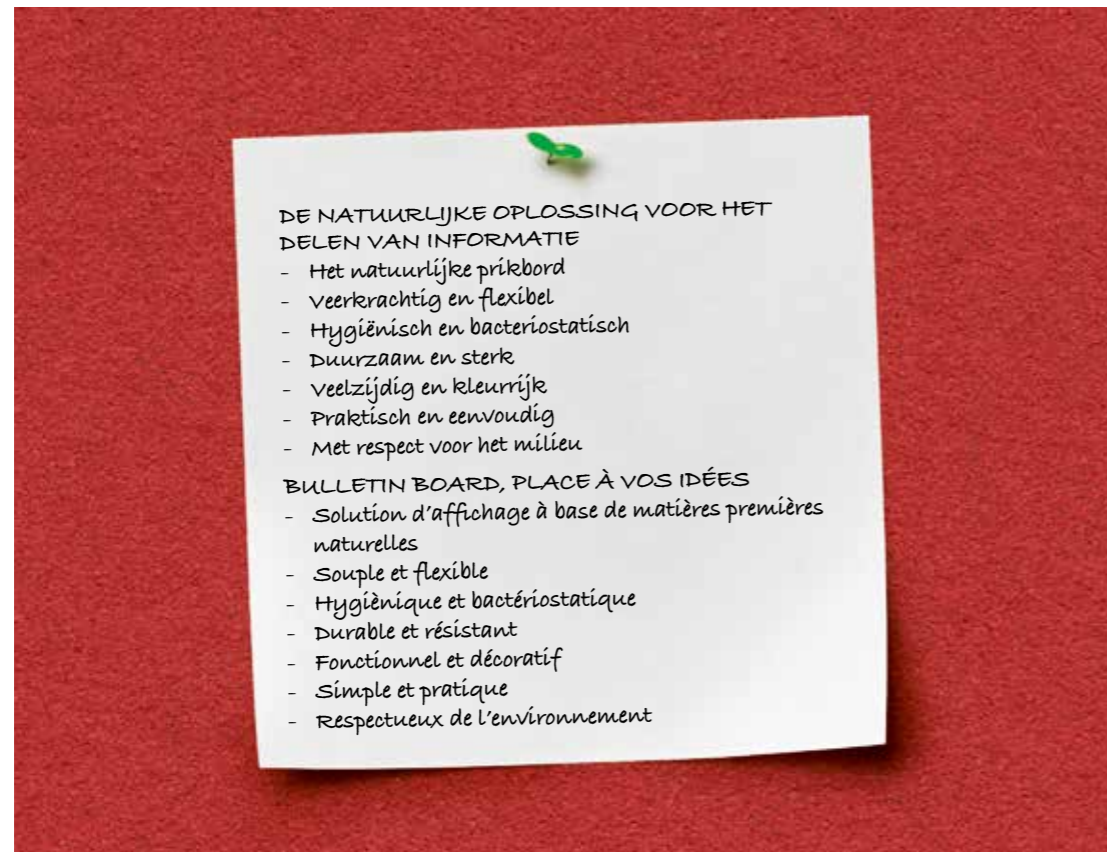 DE NATUURLIJKE OPLOSSING VOOR HET
DELEN VAN INFORMATIE
- Het natuurlijke prikbord
- Veerkrachtig en flexibel
- Hygiënisch en bacteriostatisch
- Duurzaam en sterk
- Veelzijdig en kleurrijk
- Praktisch en eenvoudig
- Met respect voor het milieu
BULLETIN BOARD, PLACE À VOS IDÉES
- Solution d'affichage à base de matières premières
naturelles
- Souple et flexible
- Hygiènique et bactériostatique
- Durable et résistant
- Fonctionnel et décoratif
- Simple et pratique
- Respectueux de l'environnement